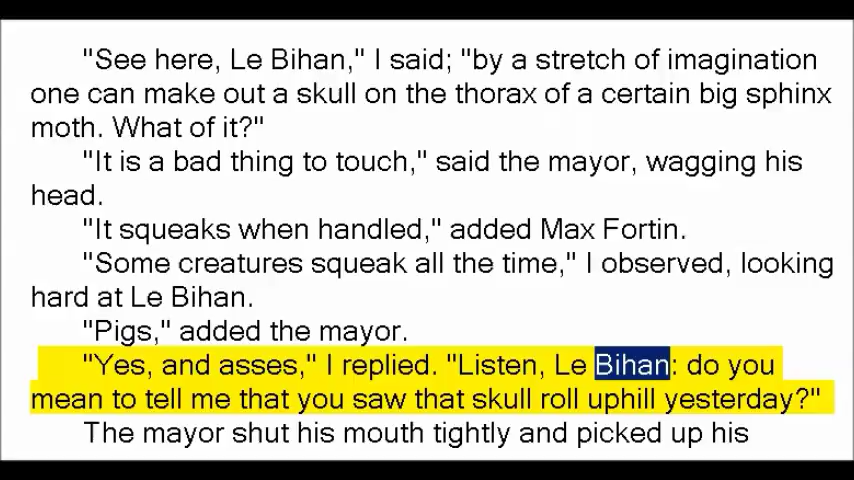 "See here, Le Bihan," I said; "by a stretch of imagination
one can make out a skull on the thorax of a certain big sphinx
moth. What of it?"
"It is a bad thing to touch," said the mayor, wagging his
head.
"It squeaks when handled," added Max Fortin.
"Some creatures squeak all the time," I observed, looking
hard at Le Bihan.
"Pigs," added the mayor.
"Yes, and asses," I replied. "Listen, Le Bihan: do you
mean to tell me that you saw that skull roll uphill yesterday?"
The mayor shut his mouth tightly and picked up his